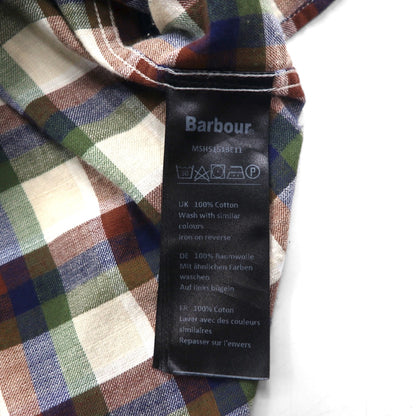 Barbour
UK 100% Cotton
Wash with similar
colours
Iron on reverse
DE 100% Baumwolle
Mit ähnlichen Farben
waschen
Auf links bügeln
FR 100% Coton
Laver avec des couleurs
similaires
Repasser sur l'envers